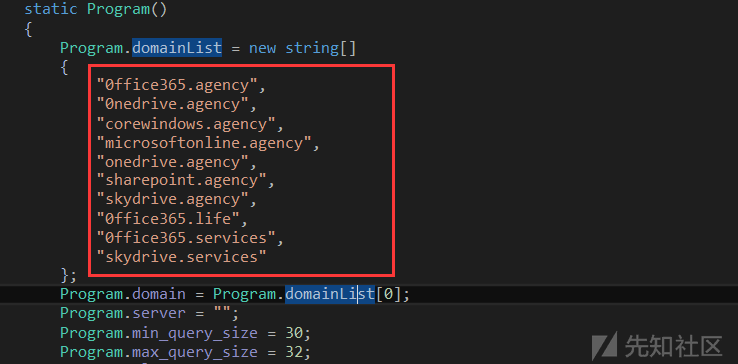 static Program()
{
Program.domainList = new string[]
{
"0ffice365.agency",
"0nedrive.agency",
"corewindows.agency",
"microsoftonline.agency",
"onedrive.agency",
"sharepoint.agency",
"skydrive.agency",
"0ffice365.life",
"0ffice365.services",
"skydrive.services"
};
Program.domain = Program.domainList[0];
Program.server = "";
Program.min_query_size = 30;
Program.max_query_size = 32;
先知社区